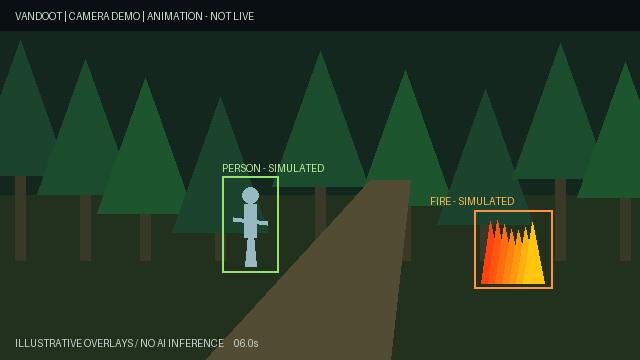 VANDOOT | CAMERA DEMO | ANIMATION - NOT LIVE
PERSON - SIMULATED
FIRE - SIMULATED
ILLUSTRATIVE OVERLAYS / NO AI INFERENCE 06.0s